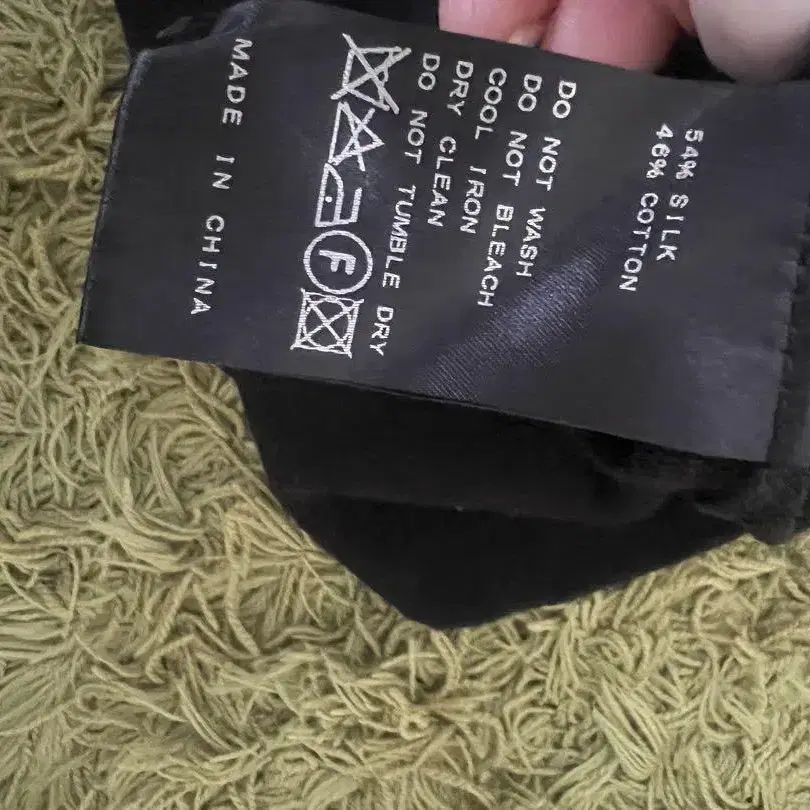 54% SILK
46% COTTON
DO NOT WASH
DO NOT BLEACH
COOL IRON
DRY CLEAN
DO NOT TUMBLE DRY
F
MADE IN CHINA